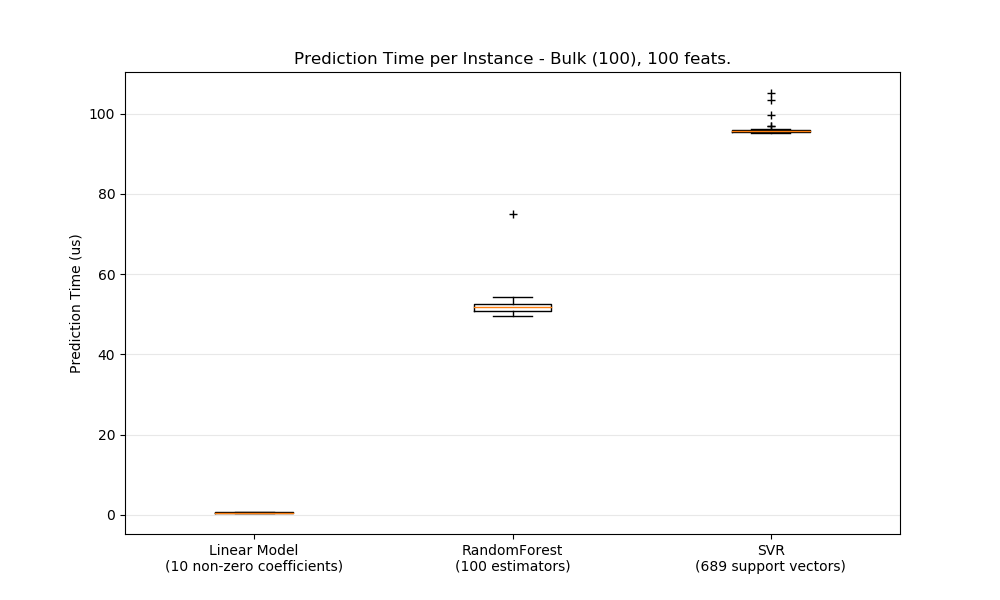 Prediction Time per Instance - Bulk (100), 100 feats.
Prediction Time (us)
100
80
60
40
20
0
Linear Model
(10 non-zero coefficients)
RandomForest
(100 estimators)
SVR
(689 support vectors)